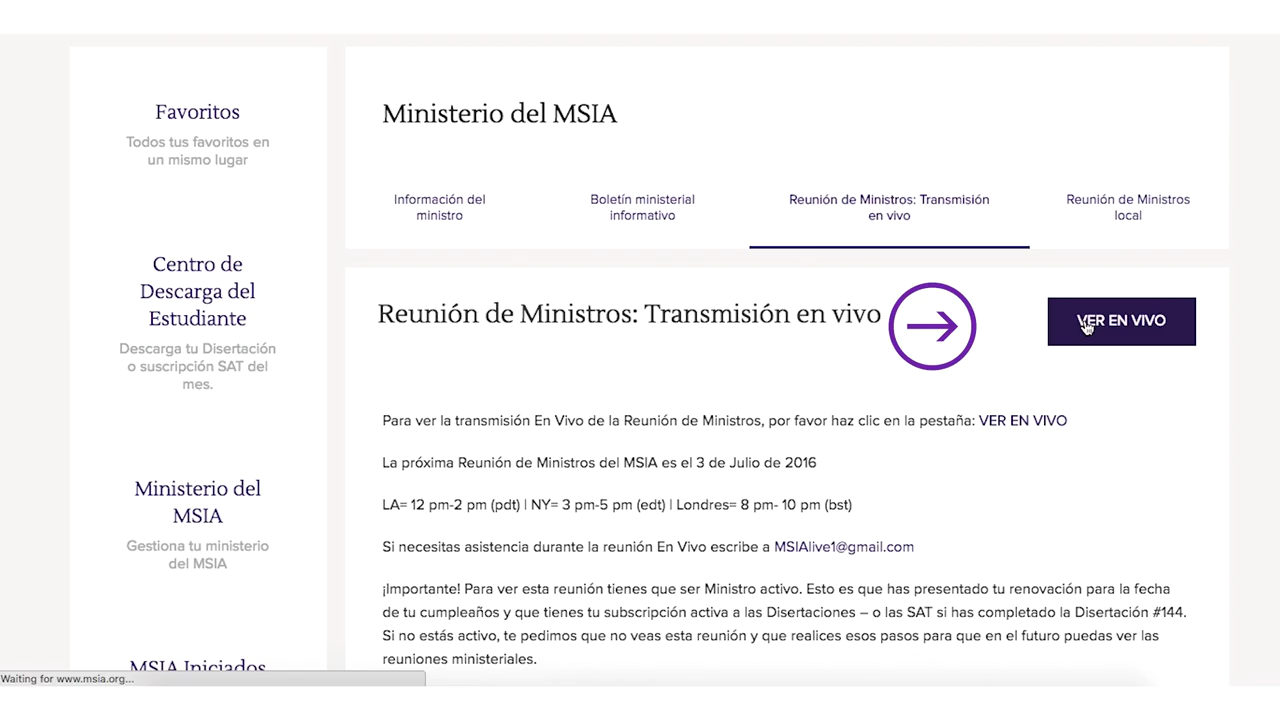 Favoritos
Todos tus favoritos en
un mismo lugar
Centro de
Descarga del
Estudiante
Descarga tu Disertación
o suscripción SAT del
mes.
Ministerio del
MSIA
Gestiona tu ministerio
del MSIA
MSIA Iniciados
Ministerio del MSIA
Información del
ministro
Boletín ministerial
informativo
Reunión de Ministros: Transmisión
en vivo
Reunión de Ministros
local
Reunión de Ministros: Transmisión en vivo
VER EN VIVO
Para ver la transmisión En Vivo de la Reunión de Ministros, por favor haz clic en la pestaña: VER EN VIVO
La próxima Reunión de Ministros del MSIA es el 3 de Julio de 2016
LA= 12 pm-2 pm (pdt) | NY= 3 pm-5 pm (edt) | Londres= 8 pm- 10 pm (bst)
Si necesitas asistencia durante la reunión En Vivo escribe a MSIAlive1@gmail.com
¡Importante! Para ver esta reunión tienes que ser Ministro activo. Esto es que has presentado tu renovación para la fecha
de tu cumpleaños y que tienes tu subscripción activa a las Disertaciones – o las SAT si has completado la Disertación #144.
Si no estás activo, te pedimos que no veas esta reunión y que realices esos pasos para que en el futuro puedas ver las
reuniones ministeriales.
Waiting for www.msia.org...